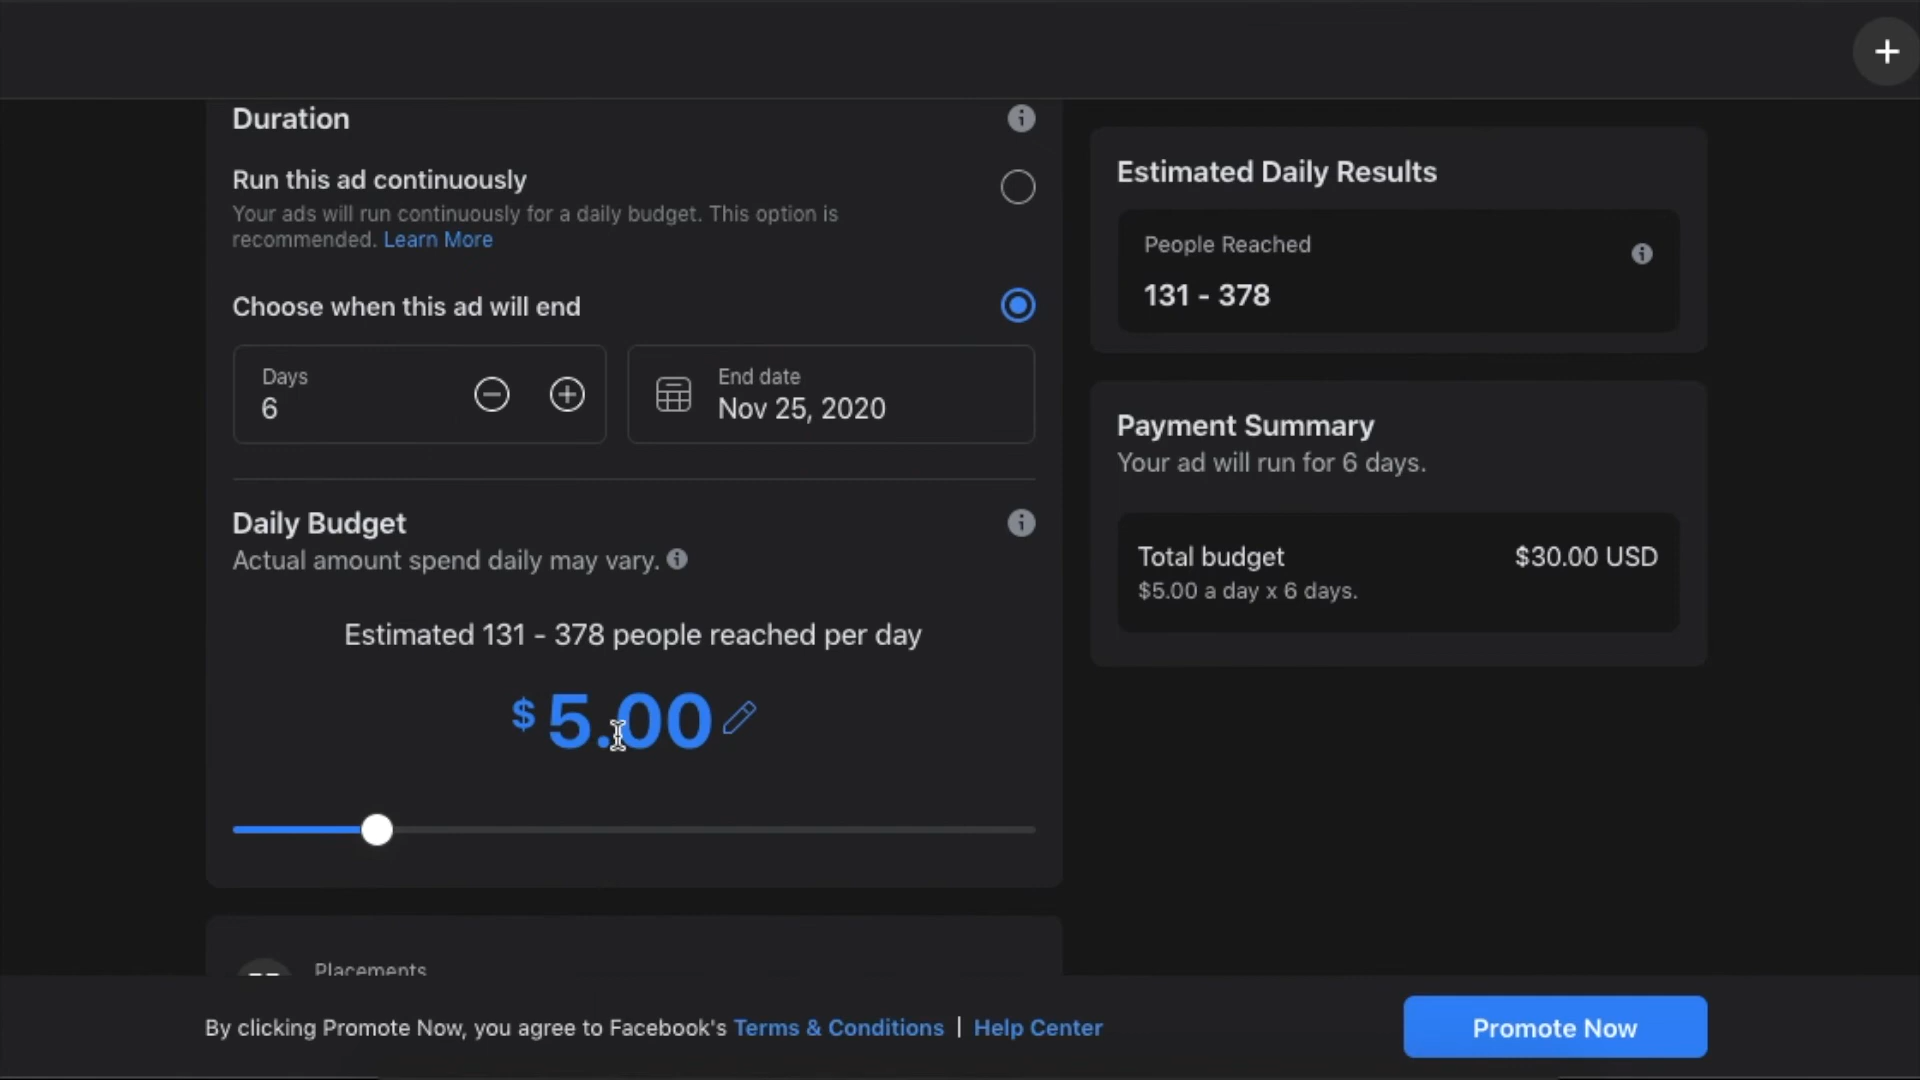 Duration
Run this ad continuously
Your ads will run continuously for a daily budget. This option is
recommended. Learn More
Choose when this ad will end
Days
6
End date
Nov 25, 2020
Daily Budget
Actual amount spend daily may vary.
Estimated 131 - 378 people reached per day
$ 5.00
Placements
Estimated Daily Results
People Reached
131 - 378
Payment Summary
Your ad will run for 6 days.
Total budget $30.00 USD
$5.00 a day x 6 days.
By clicking Promote Now, you agree to Facebook's Terms & Conditions | Help Center
Promote Now